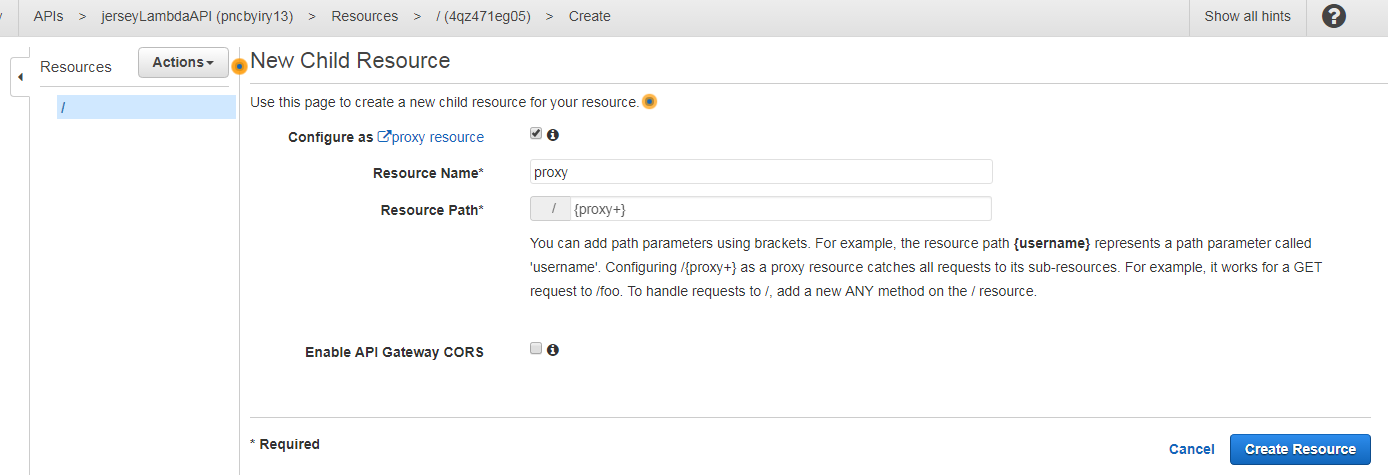 APIs > jerseyLambdaAPI (pncbyiry13) > Resources > / (4qz471eg05) > Create Show all hints ?
Resources Actions New Child Resource
/
Use this page to create a new child resource for your resource.
Configure as proxy resource
Resource Name* proxy
Resource Path* / {proxy+}
You can add path parameters using brackets. For example, the resource path {username} represents a path parameter called
'username'. Configuring /{proxy+} as a proxy resource catches all requests to its sub-resources. For example, it works for a GET
request to /foo. To handle requests to /, add a new ANY method on the / resource.
Enable API Gateway CORS
* Required Cancel Create Resource